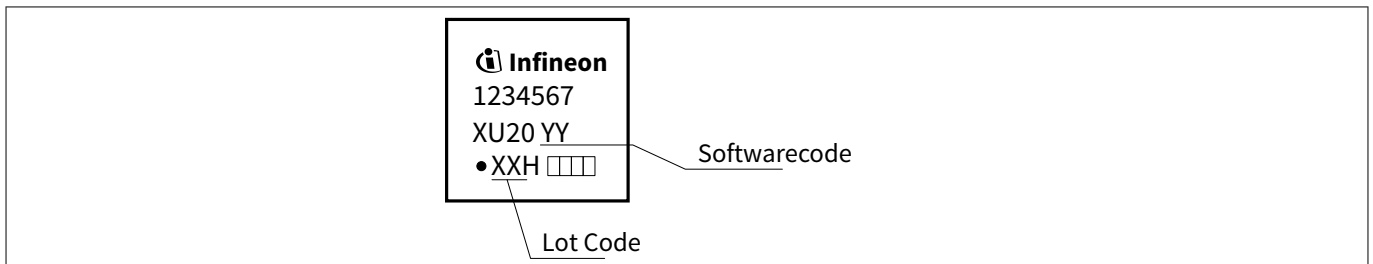 Infineon
1234567
XU20 YY
•XXH
Softwarecode
Lot Code